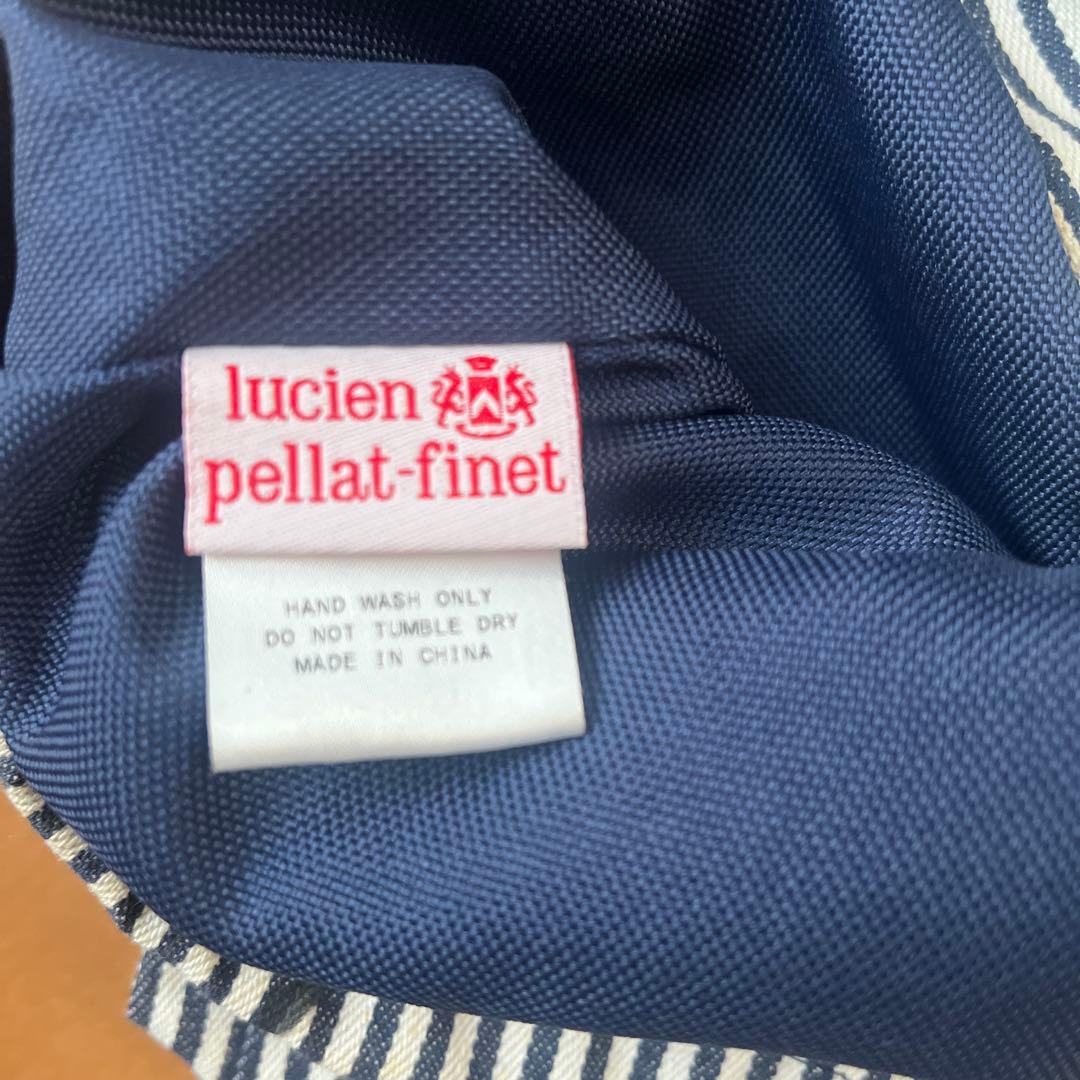 lucien
pellat-finet
HAND WASH ONLY
DO NOT TUMBLE DRY
MADE IN CHINA